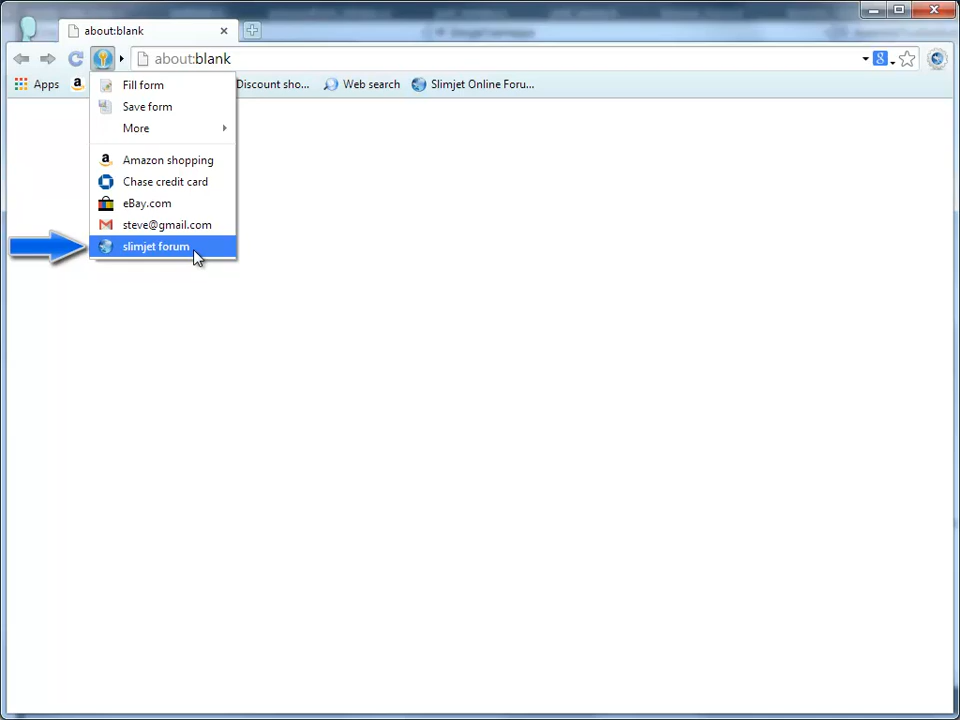 about:blank
about:blank
Apps
Discount sho...
Web search
Slimjet Online Foru...
Fill form
Save form
More
Amazon shopping
Chase credit card
eBay.com
steve@gmail.com
slimjet forum